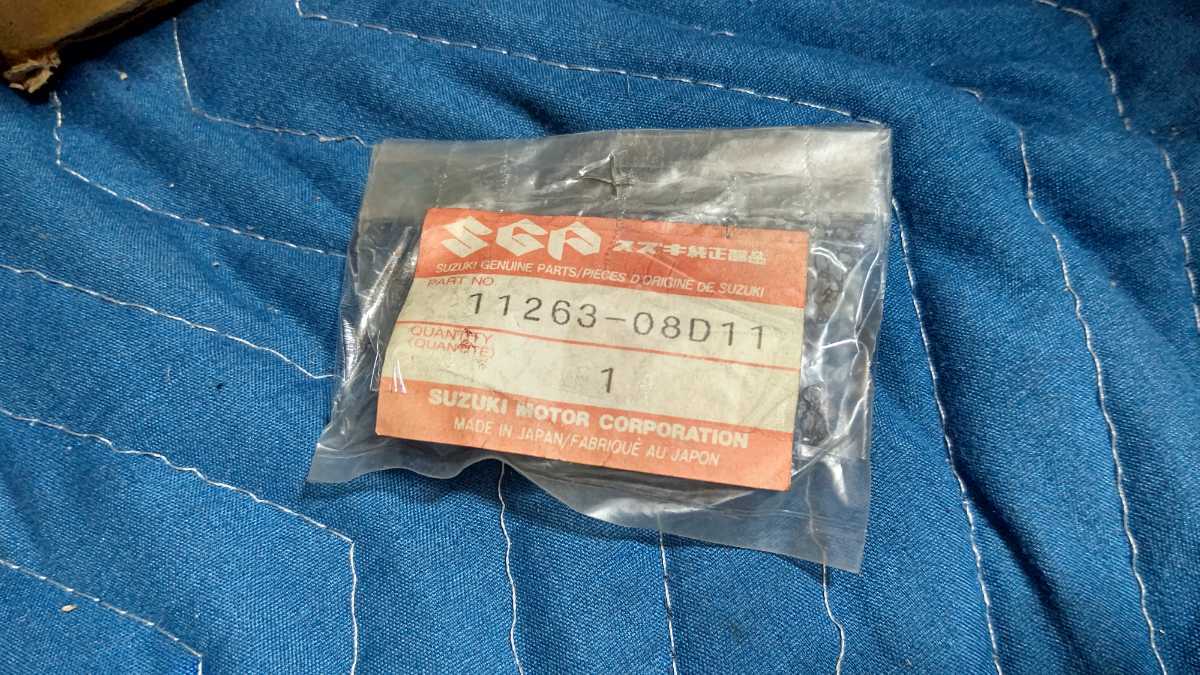 SGP スズキ純正部品
SUZUKI GENUINE PARTS/PIÈCES D'ORIGINE DE SUZUKI
PART NO.
11263-08D11
QUANTITY
(QUANTITÉ)
1
SUZUKI MOTOR CORPORATION
MADE IN JAPAN/FABRIQUÉ AU JAPON